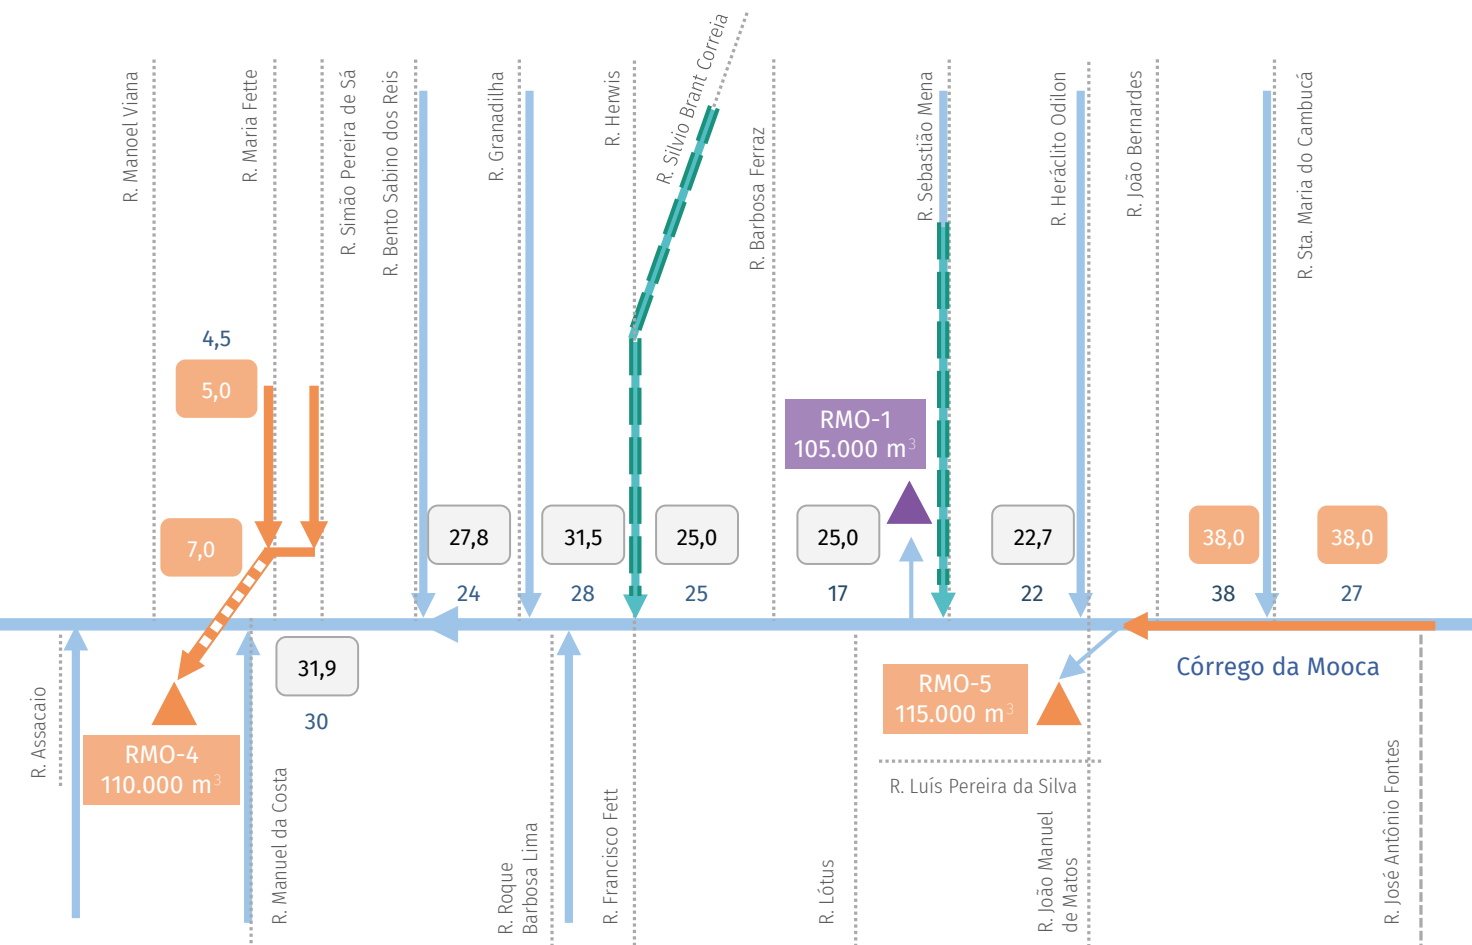 R. Manoel Viana
R. Maria Fette
R. Simão Pereira de Sá
R. Bento Sabino dos Reis
R. Granadilha
R. Herwis
R. Silvio Brant Correia
R. Barbosa Ferraz
R. Sebastião Mena
R. Heráclito Odilon
R. João Bernardes
R. Sta. Maria do Cambucá
4,5
5,0
RMO-1
105.000 m³
7,0
27,8
31,5
25,0
25,0
22,7
38,0
38,0
24
28
25
17
22
38
27
31,9
30
Córrego da Mooca
RMO-5
115.000 m³
RMO-4
110.000 m³
R. Luís Pereira da Silva
R. Assacaio
R. Manuel da Costa
R. Roque
Barbosa Lima
R. Francisco Fett
R. Lótus
R. João Manuel
de Matos
R. José Antônio Fontes